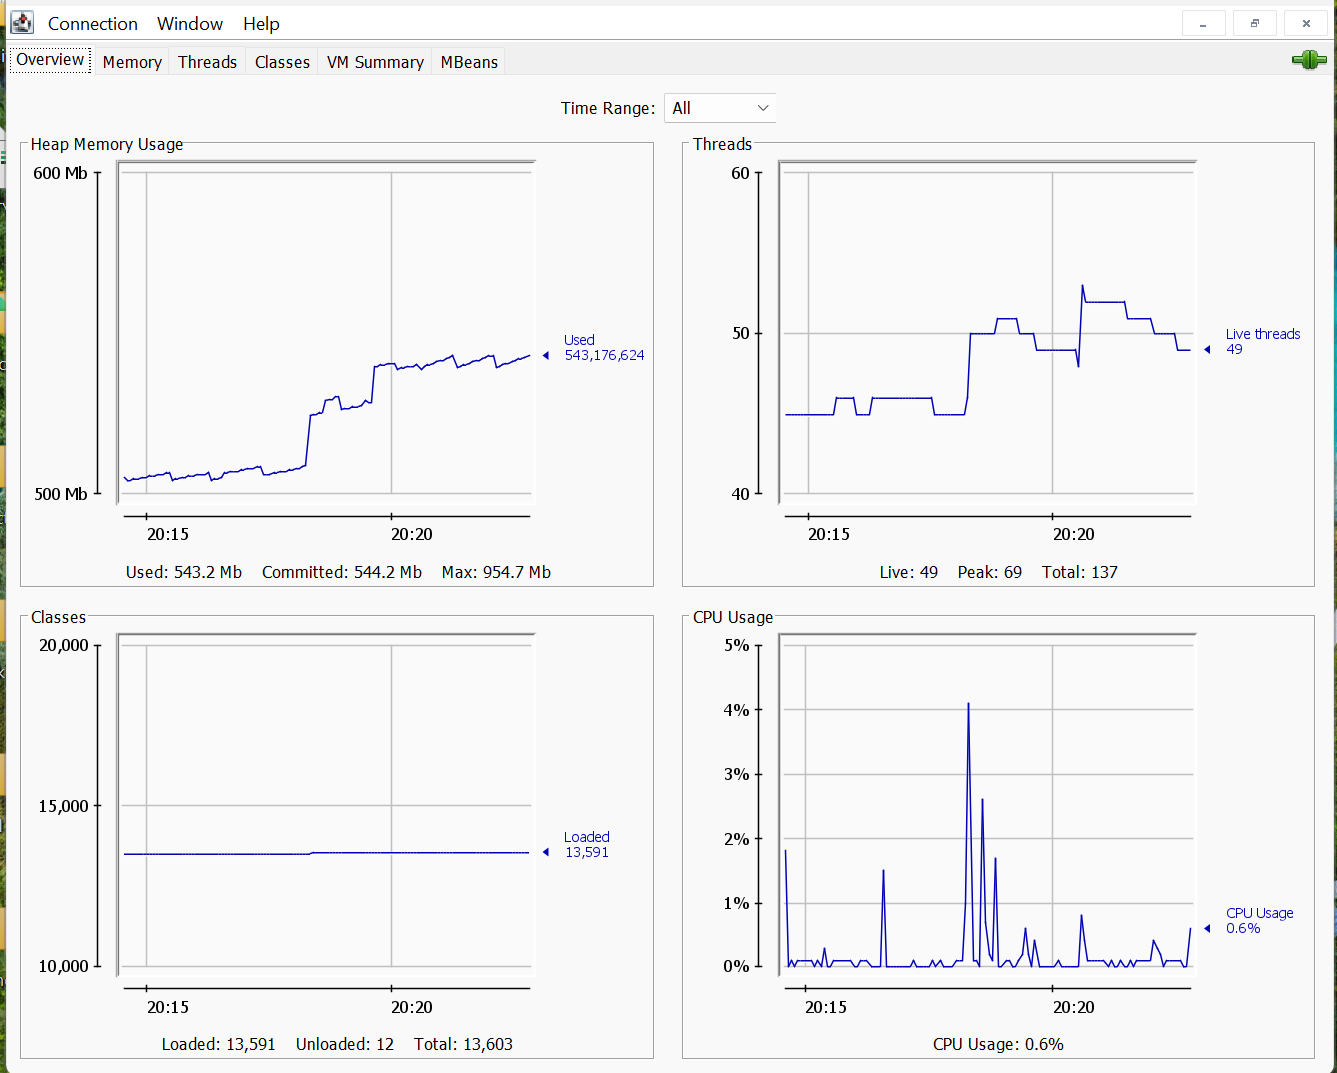 Connection Window Help
Overview Memory Threads Classes VM Summary MBeans
Time Range: All
Heap Memory Usage
600 Mb
500 Mb
20:15 20:20
Used
543,176,624
Used: 543.2 Mb Committed: 544.2 Mb Max: 954.7 Mb
Threads
60
50
40
20:15 20:20
Live threads
49
Live: 49 Peak: 69 Total: 137
Classes
20,000
15,000
10,000
20:15 20:20
Loaded
13,591
Loaded: 13,591 Unloaded: 12 Total: 13,603
CPU Usage
5%
4%
3%
2%
1%
0%
20:15 20:20
CPU Usage
0.6%
CPU Usage: 0.6%